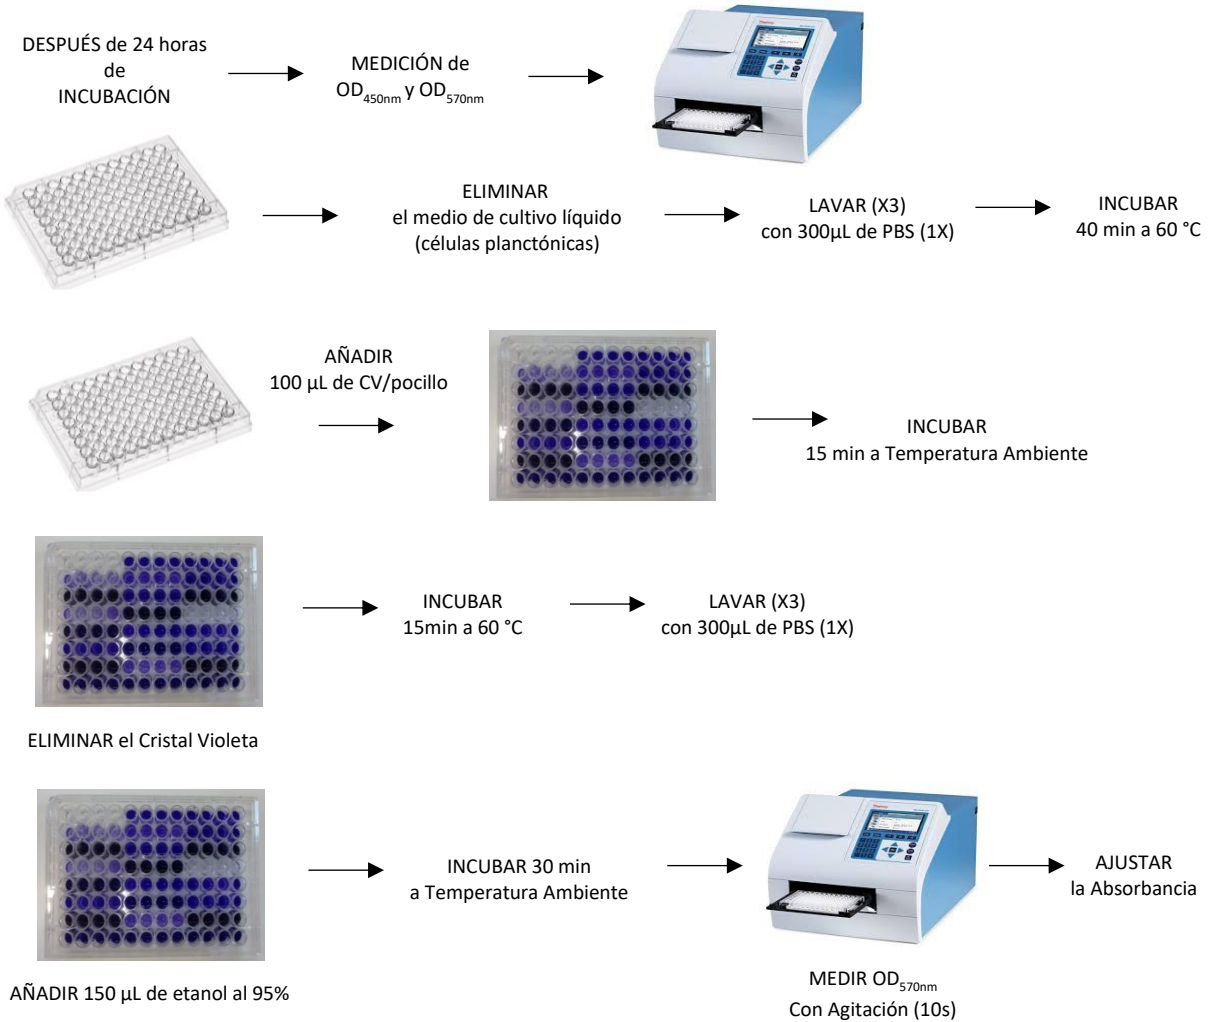 DESPUÉS de 24 horas
de
INCUBACIÓN
MEDICIÓN de
OD450nm y OD570nm
ELIMINAR
el medio de cultivo líquido
(células planctónicas)
LAVAR (X3)
con 300µL de PBS (1X)
INCUBAR
40 min a 60 °C
AÑADIR
100 µL de CV/pocillo
INCUBAR
15 min a Temperatura Ambiente
INCUBAR
15min a 60 °C
LAVAR (X3)
con 300µL de PBS (1X)
ELIMINAR el Cristal Violeta
INCUBAR 30 min
a Temperatura Ambiente
AJUSTAR
la Absorbancia
AÑADIR 150 µL de etanol al 95%
MEDIR OD570nm
Con Agitación (10s)